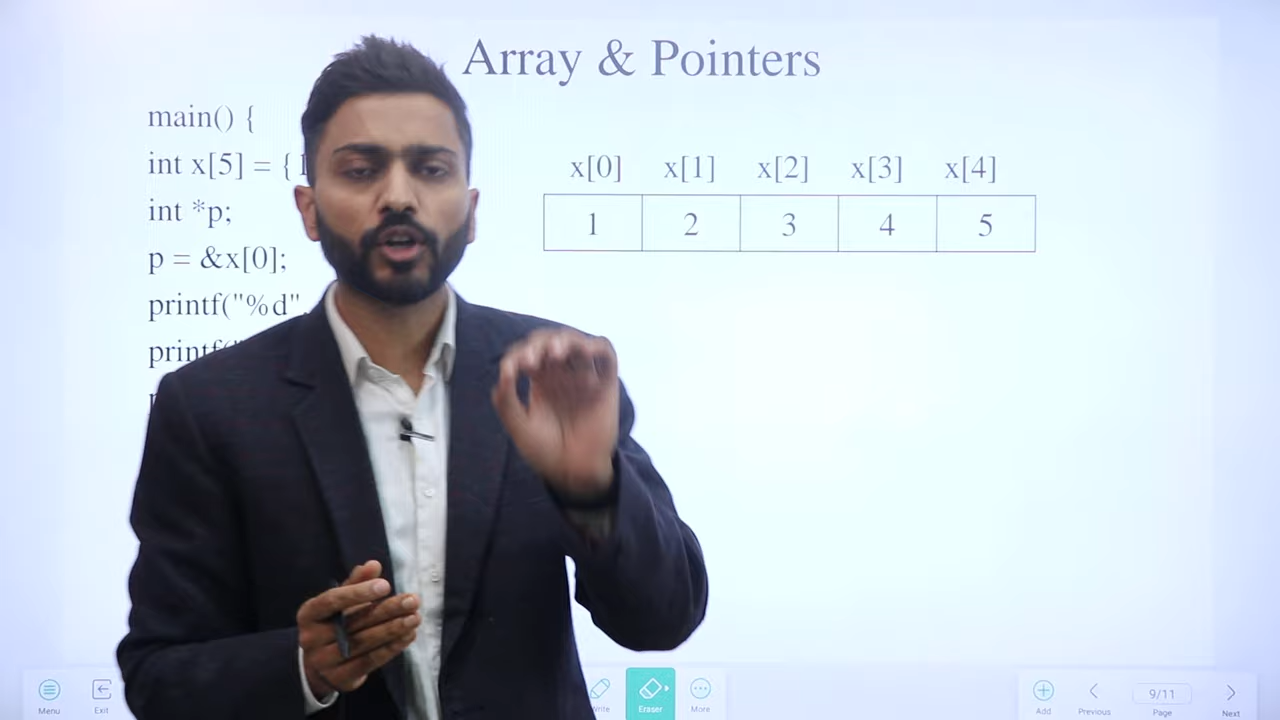 Array & Pointers
main() {
int x[5] = {1
int *p;
p = &x[0];
printf("%d"
printf("
x[0] x[1] x[2] x[3] x[4]
1 2 3 4 5
Menu Exit Eraser More
Add Previous 9/11 Page Next